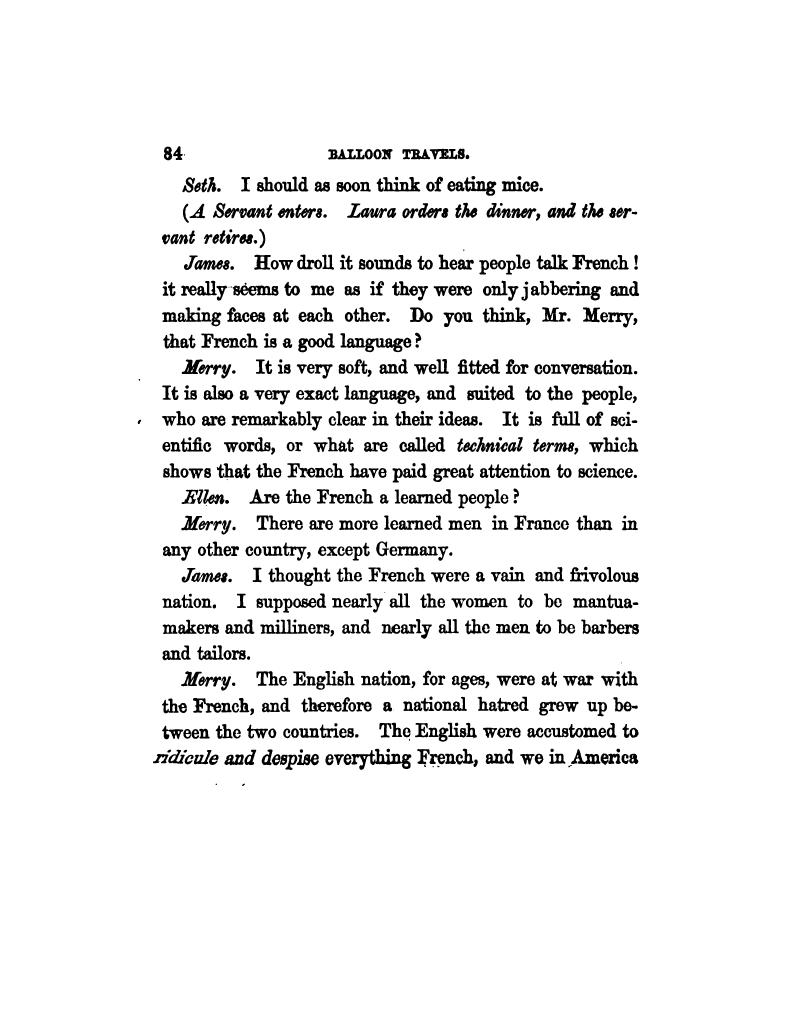 84 BALLOON TRAVELS.
Seth. I should as soon think of eating mice.
(A Servant enters. Laura orders the dinner, and the ser-
vant retires.)
James. How droll it sounds to hear people talk French!
it really seems to me as if they were only jabbering and
making faces at each other. Do you think, Mr. Merry,
that French is a good language?
Merry. It is very soft, and well fitted for conversation.
It is also a very exact language, and suited to the people,
who are remarkably clear in their ideas. It is full of sci-
entific words, or what are called technical terms, which
shows that the French have paid great attention to science.
Ellen. Are the French a learned people?
Merry. There are more learned men in France than in
any other country, except Germany.
James. I thought the French were a vain and frivolous
nation. I supposed nearly all the women to be mantua-
makers and milliners, and nearly all the men to be barbers
and tailors.
Merry. The English nation, for ages, were at war with
the French, and therefore a national hatred grew up be-
tween the two countries. The English were accustomed to
ridicule and despise everything French, and we in America